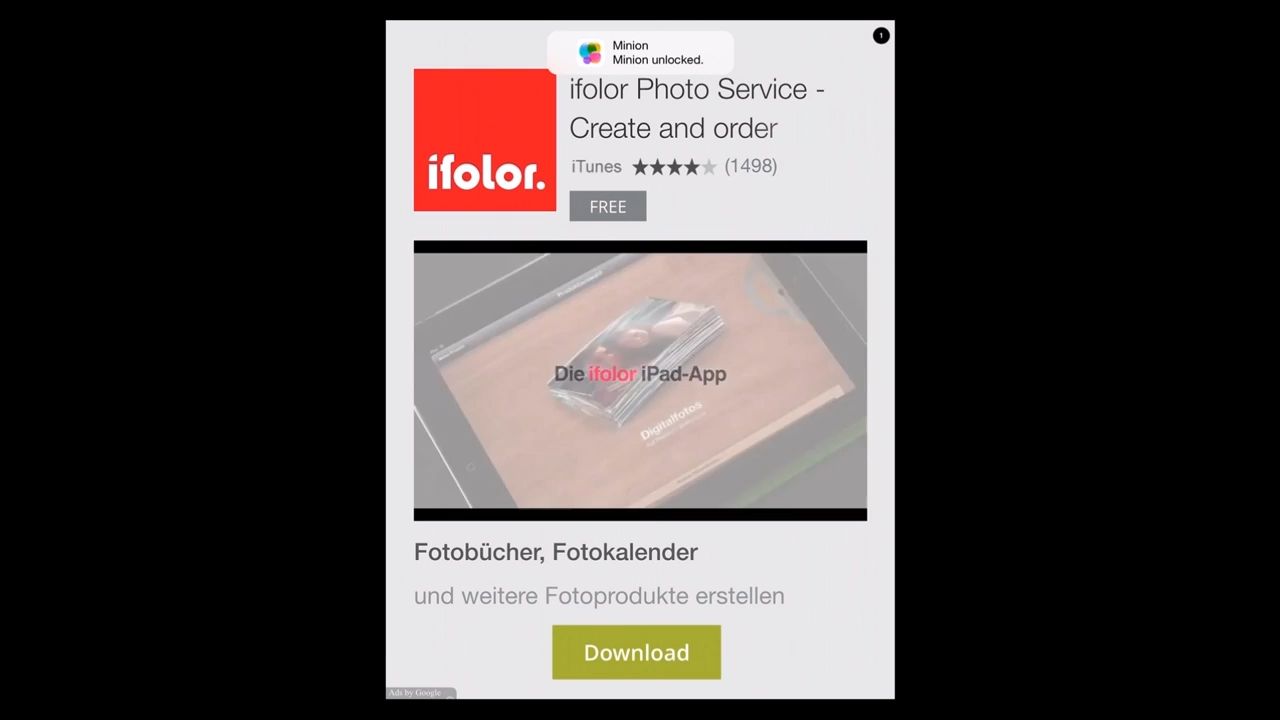 Minion
Minion unlocked.
1
ifolor Photo Service -
Create and order
iTunes ★★★★★ (1498)
FREE
ifolor.
Die ifolor iPad-App
Digitalfotos
Fotobücher, Fotokalender
und weitere Fotoprodukte erstellen
Download
Ads by Google